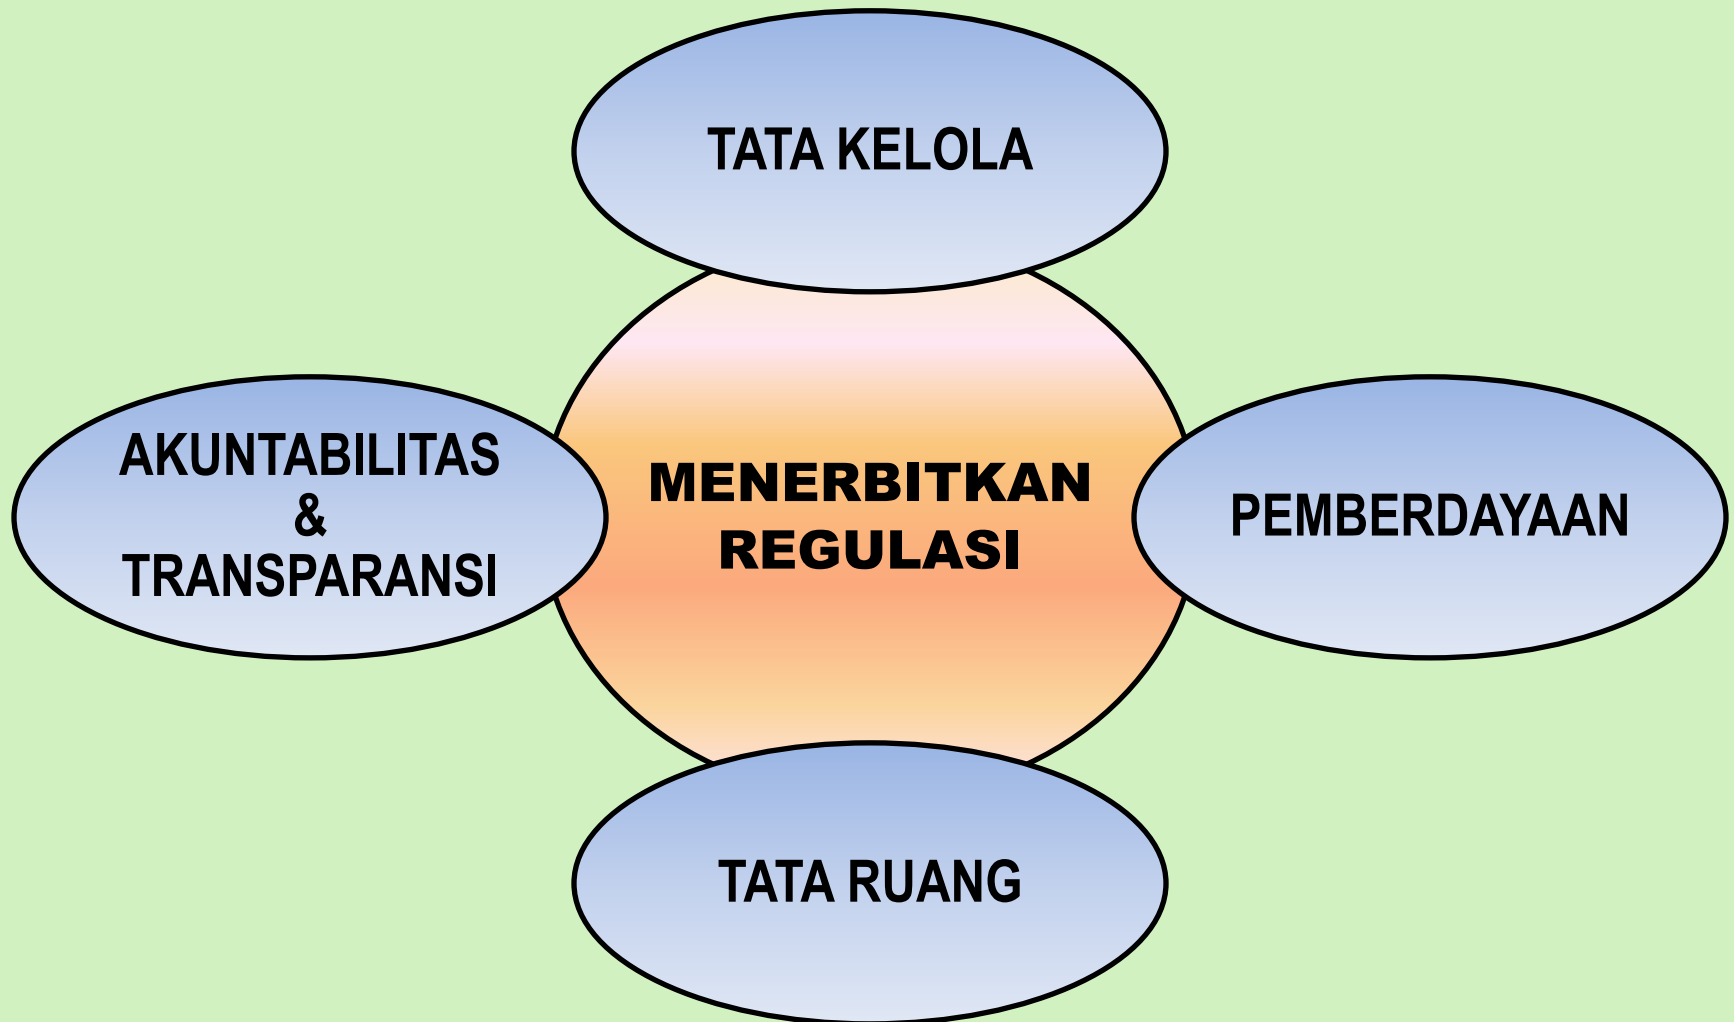 TATA KELOLA
AKUNTABILITAS
&
TRANSPARANSI
MENERBITKAN
REGULASI
PEMBERDAYAAN
TATA RUANG